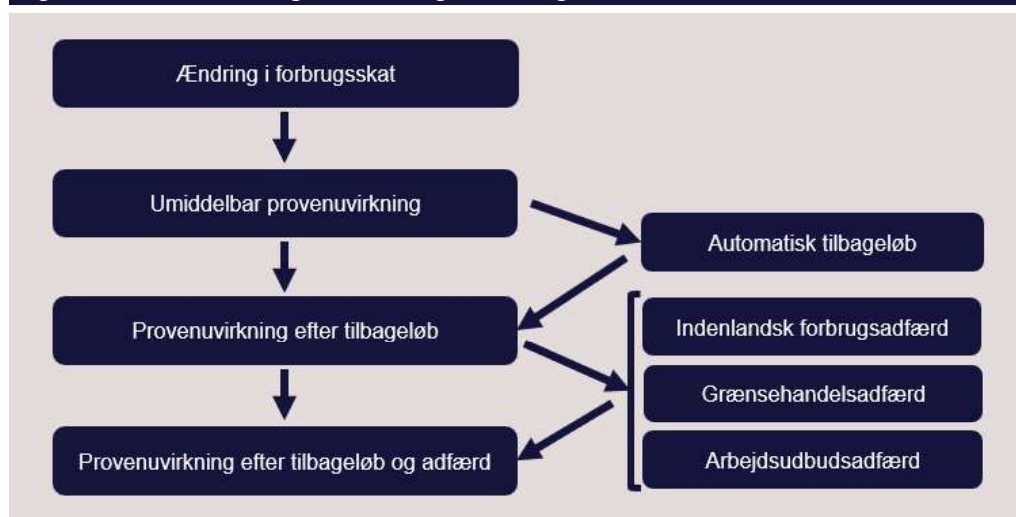 Ændring i forbrugsskat
Umiddelbar provenuvirkning
Automatisk tilbageløb
Provenuvirkning efter tilbageløb
Indenlandsk forbrugsadfærd
Grænsehandelsadfærd
Provenuvirkning efter tilbageløb og adfærd
Arbejdsudbudsadfærd